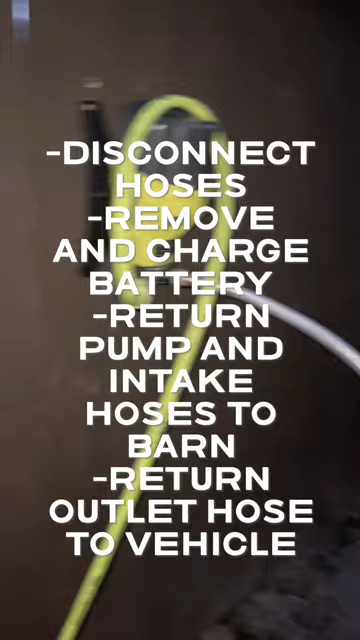 -DISCONNECT
HOSES
-REMOVE
AND CHARGE
BATTERY
-RETURN
PUMP AND
INTAKE
HOSES TO
BARN
-RETURN
OUTLET HOSE
TO VEHICLE